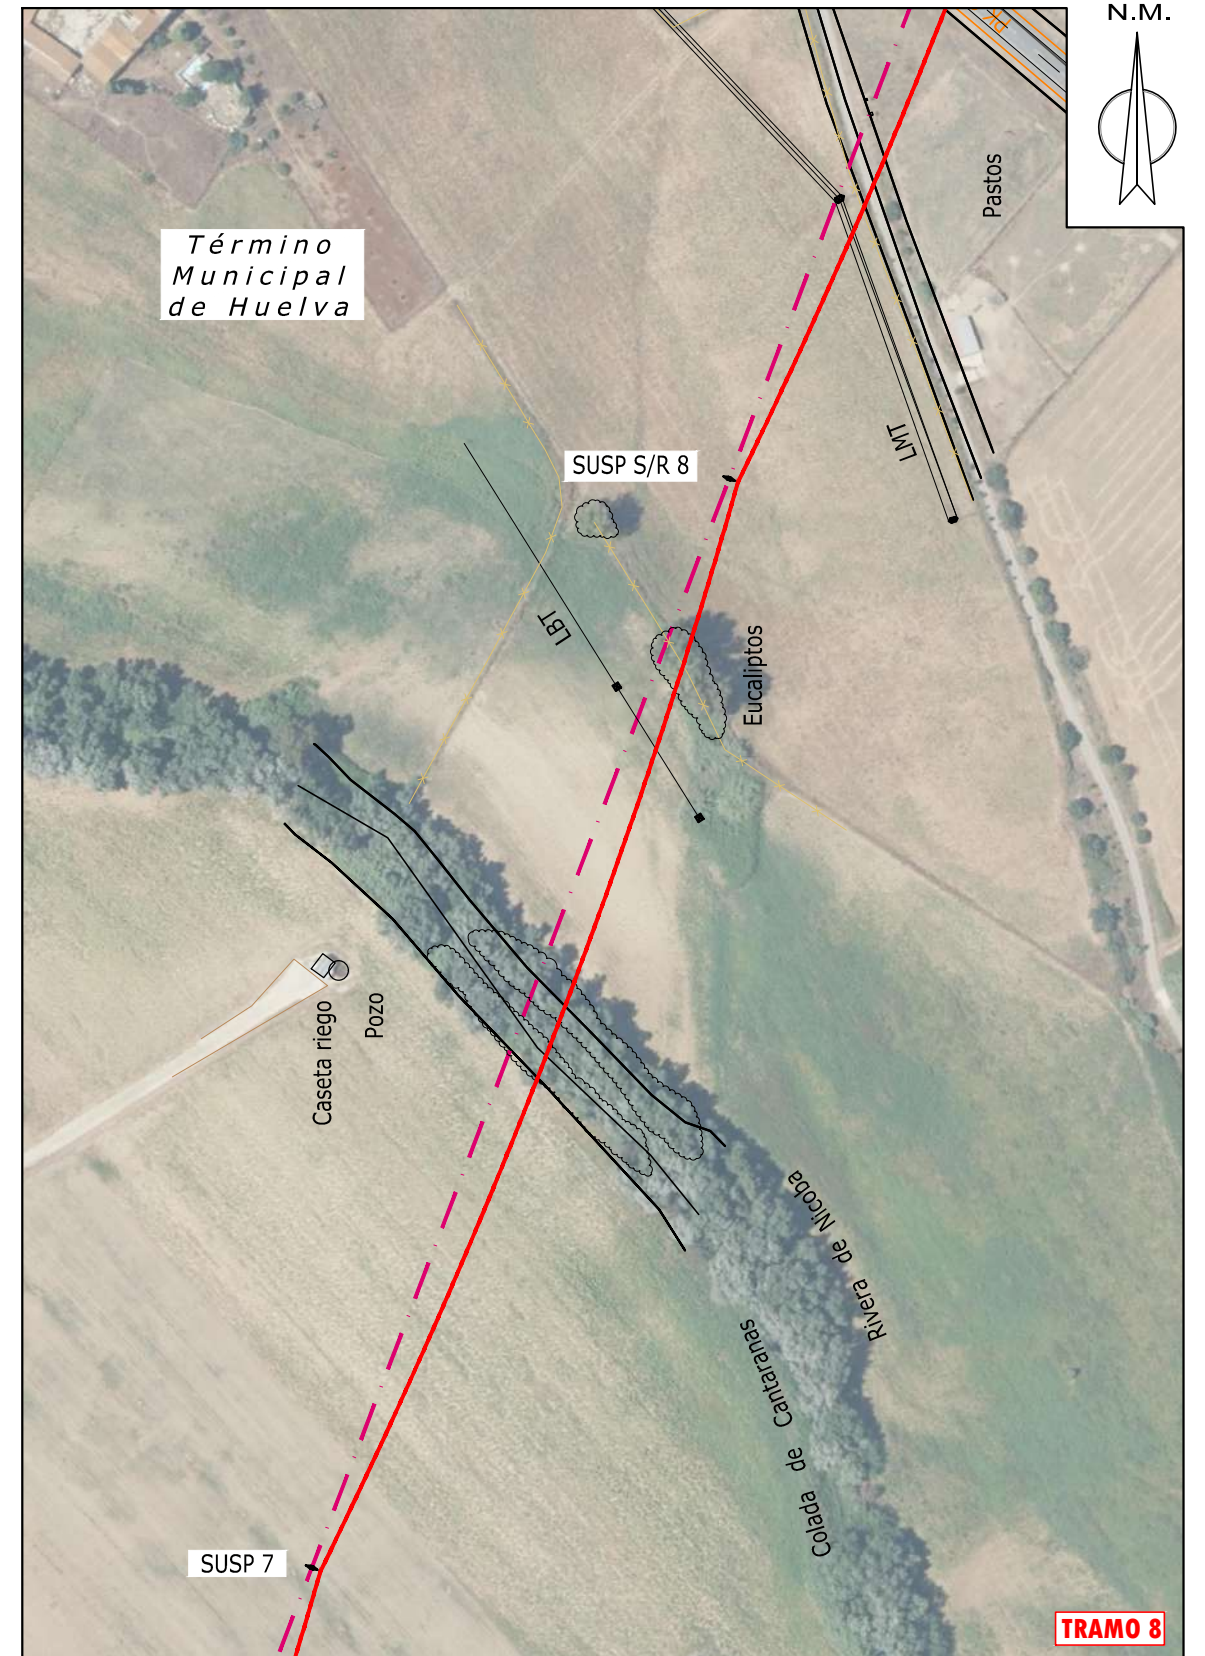 N.M.
PK
Pastos
Término
Municipal
de Huelva
LMT
SUSP S/R 8
LBT
Eucaliptos
Caseta riego
Pozo
Rivera de Nicoba
Colada de Cantaranas
SUSP 7
TRAMO 8